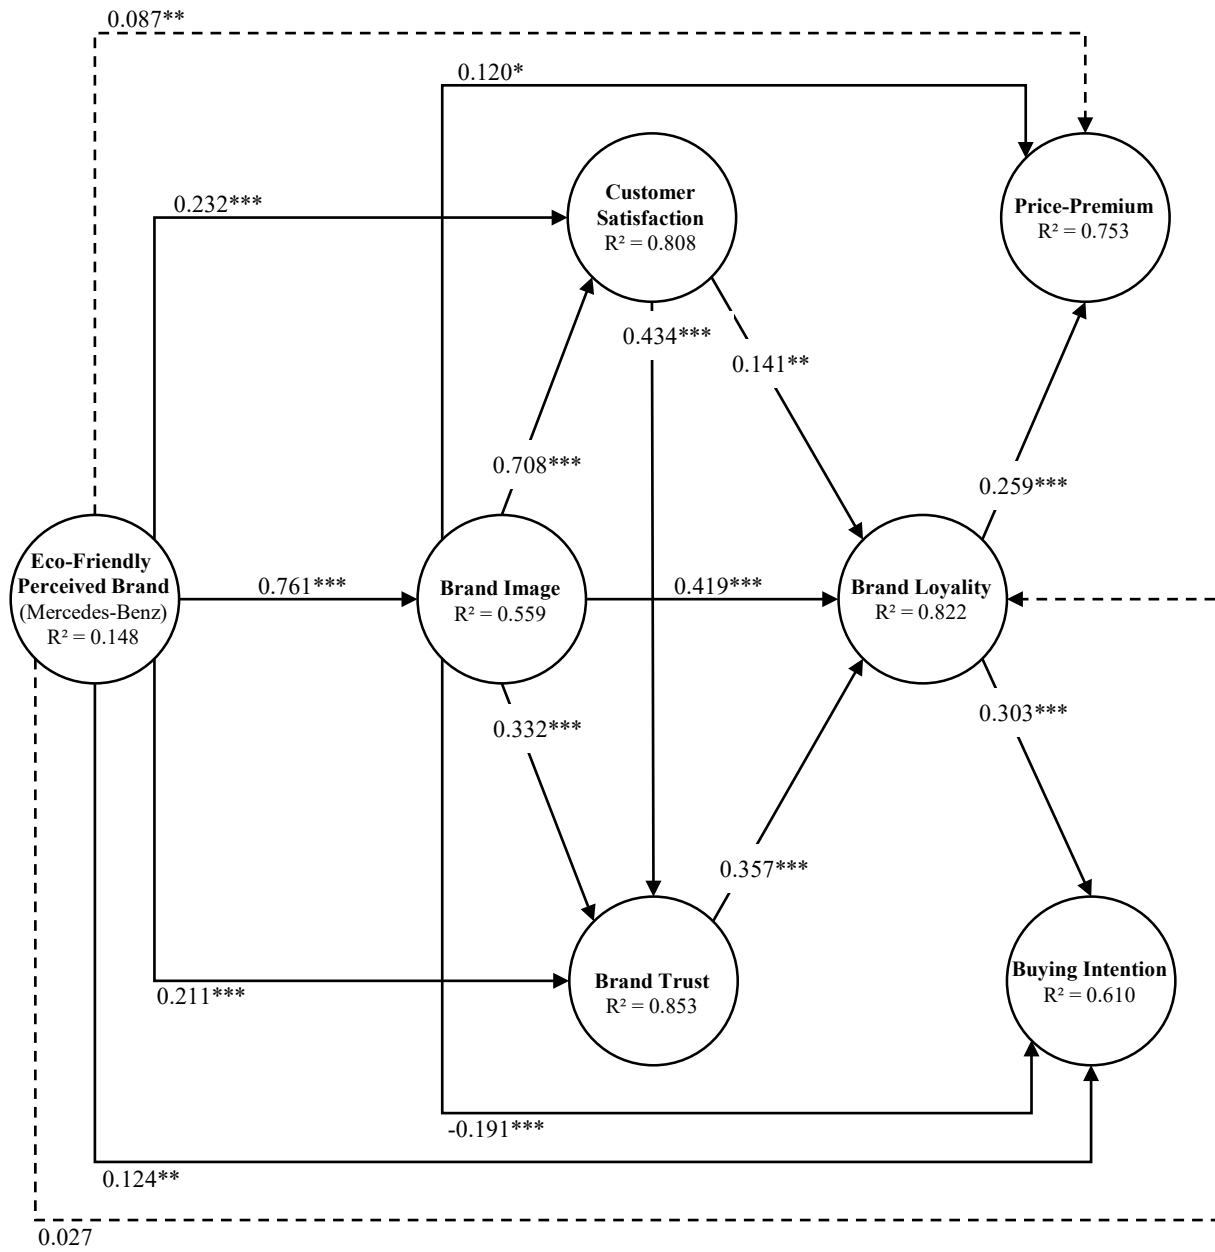 0.087**
0.120*
Customer
Satisfaction
R² = 0.808
Price-Premium
R² = 0.753
0.232***
0.434***
0.141**
0.708***
0.259***
Eco-Friendly
Perceived Brand
(Mercedes-Benz)
R² = 0.148
0.761***
Brand Image
R² = 0.559
0.419***
Brand Loyality
R² = 0.822
0.332***
0.303***
0.357***
Brand Trust
R² = 0.853
Buying Intention
R² = 0.610
0.211***
-0.191***
0.124**
0.027